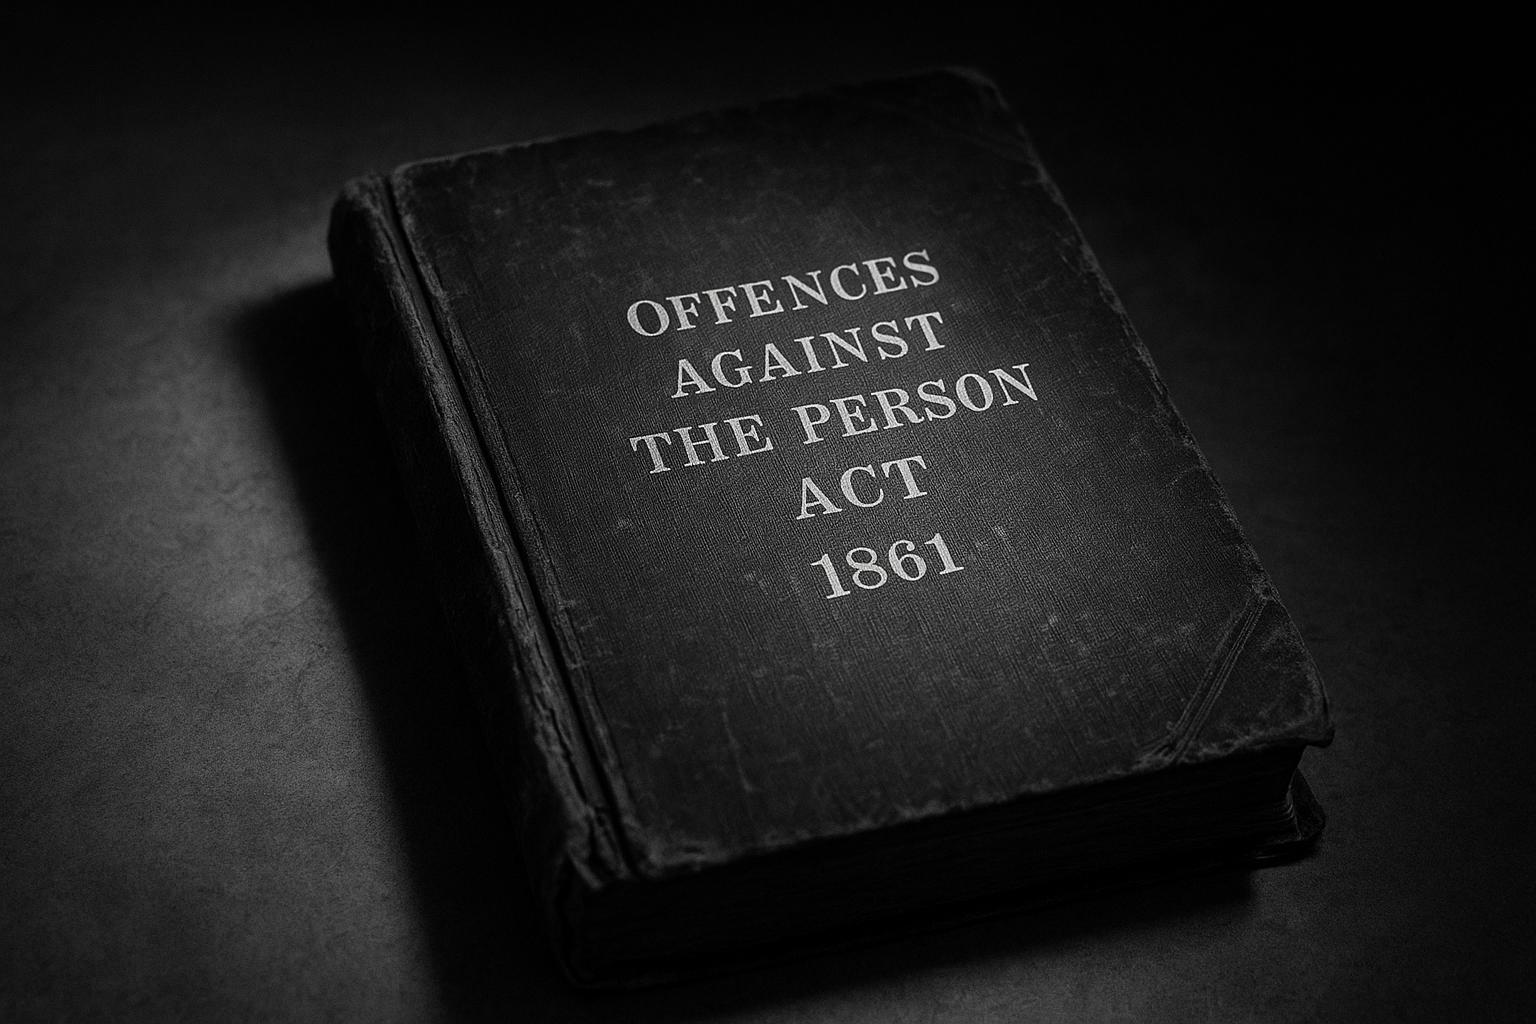 OFFENCES
AGAINST
THE PERSON
ACT
1861